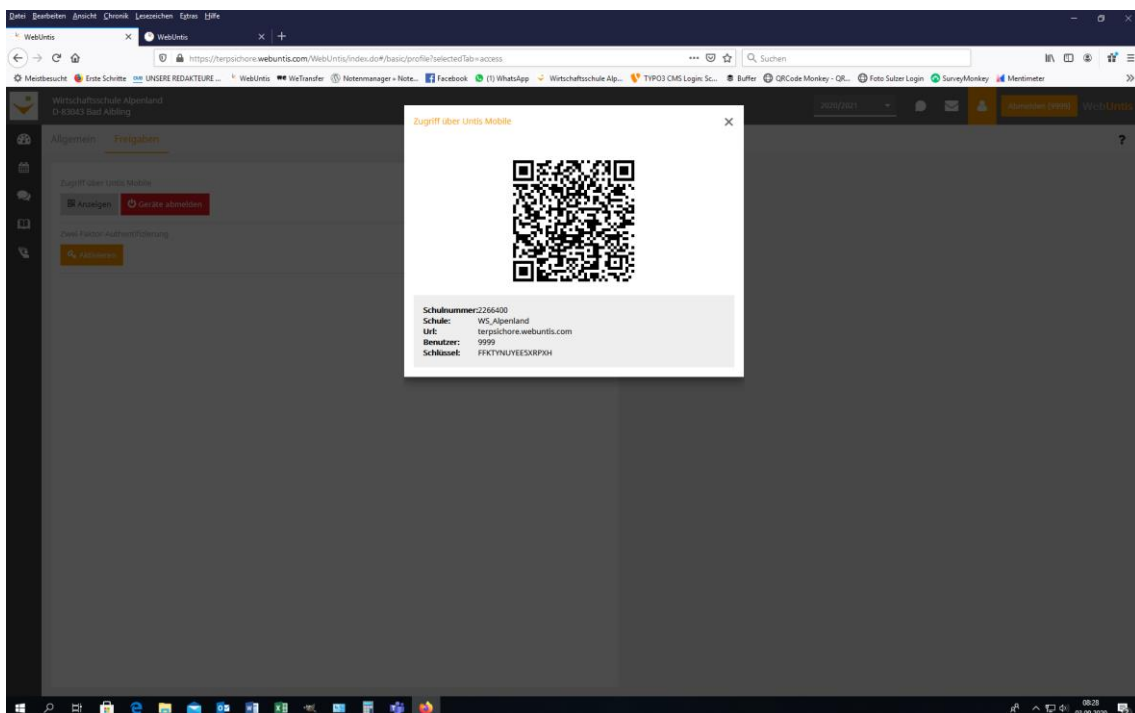 Datei Bearbeiten Ansicht Chronik Lesezeichen Extras Hilfe
WebUntis
WebUntis
https://terpsichore.webuntis.com/WebUntis/index.do#/basic/profile?selectedTab=access
Suchen
Meistbesucht Erste Schritte UNSERE REDAKTEURE ... WebUntis WeTransfer Notenmanager » Note... Facebook (1) WhatsApp Wirtschaftsschule Alp... TYPO3 CMS Login: Sc... Buffer QRCode Monkey - QR... Foto Sulzer Login SurveyMonkey Mentimeter
Wirtschaftsschule Alpenland
D-83043 Bad Aibling
2020/2021
Abmelden (9999)
WebUntis
Allgemein Freigaben
?
Zugriff über Untis Mobile
Anzeigen Geräte abmelden
Zwei-Faktor-Authentifizierung
Aktivieren
Zugriff über Untis Mobile
Schulnummer:2266400
Schule: WS_Alpenland
Url: terpsichore.webuntis.com
Benutzer: 9999
Schlüssel: FFKTYNUYEESXRPXH
08:28